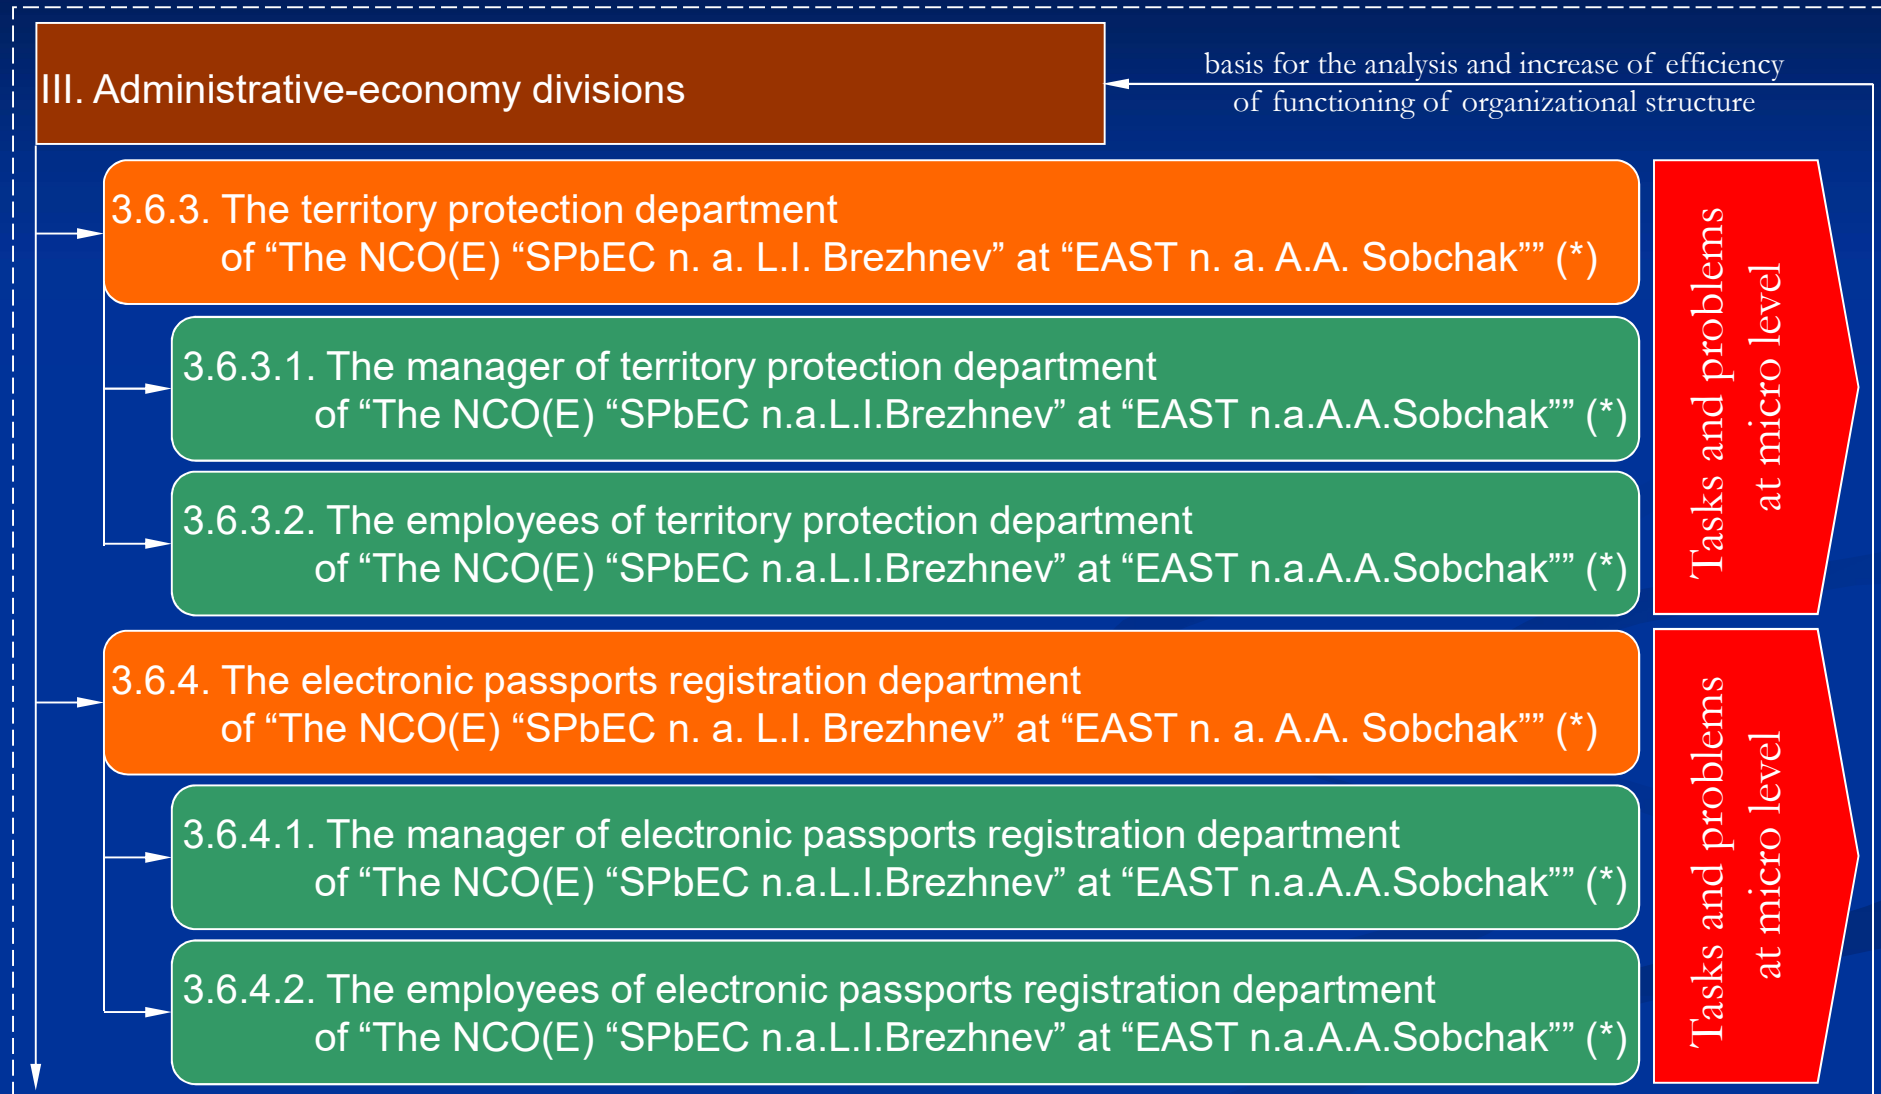 III. Administrative-economy divisions
basis for the analysis and increase of efficiency
of functioning of organizational structure
3.6.3. The territory protection department
of “The NCO(E) “SPbEC n. a. L.I. Brezhnev” at “EAST n. a. A.A. Sobchak”” (*)
3.6.3.1. The manager of territory protection department
of “The NCO(E) “SPbEC n.a.L.I.Brezhnev” at “EAST n.a.A.A.Sobchak”” (*)
3.6.3.2. The employees of territory protection department
of “The NCO(E) “SPbEC n.a.L.I.Brezhnev” at “EAST n.a.A.A.Sobchak”” (*)
Tasks and problems
at micro level
3.6.4. The electronic passports registration department
of “The NCO(E) “SPbEC n. a. L.I. Brezhnev” at “EAST n. a. A.A. Sobchak”” (*)
3.6.4.1. The manager of electronic passports registration department
of “The NCO(E) “SPbEC n.a.L.I.Brezhnev” at “EAST n.a.A.A.Sobchak”” (*)
3.6.4.2. The employees of electronic passports registration department
of “The NCO(E) “SPbEC n.a.L.I.Brezhnev” at “EAST n.a.A.A.Sobchak”” (*)
Tasks and problems
at micro level